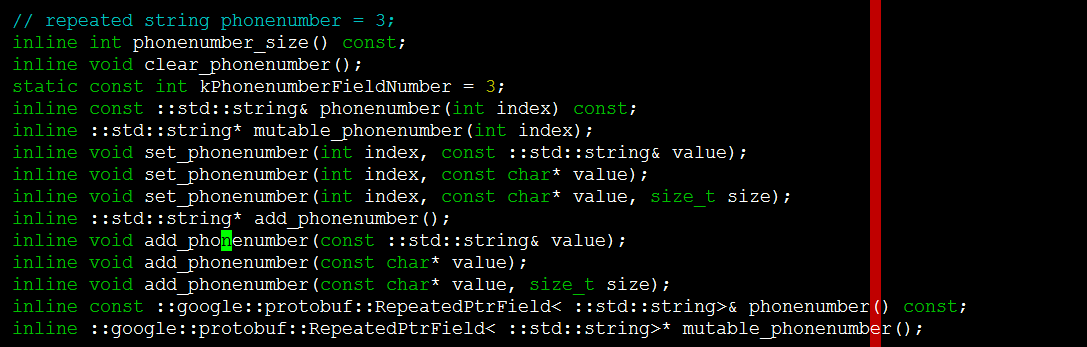 // repeated string phonenumber = 3;
inline int phonenumber_size() const;
inline void clear_phonenumber();
static const int kPhonenumberFieldNumber = 3;
inline const ::std::string& phonenumber(int index) const;
inline ::std::string* mutable_phonenumber(int index);
inline void set_phonenumber(int index, const ::std::string& value);
inline void set_phonenumber(int index, const char* value);
inline void set_phonenumber(int index, const char* value, size_t size);
inline ::std::string* add_phonenumber();
inline void add_phonenumber(const ::std::string& value);
inline void add_phonenumber(const char* value);
inline void add_phonenumber(const char* value, size_t size);
inline const ::google::protobuf::RepeatedPtrField< ::std::string>& phonenumber() const;
inline ::google::protobuf::RepeatedPtrField< ::std::string>* mutable_phonenumber();